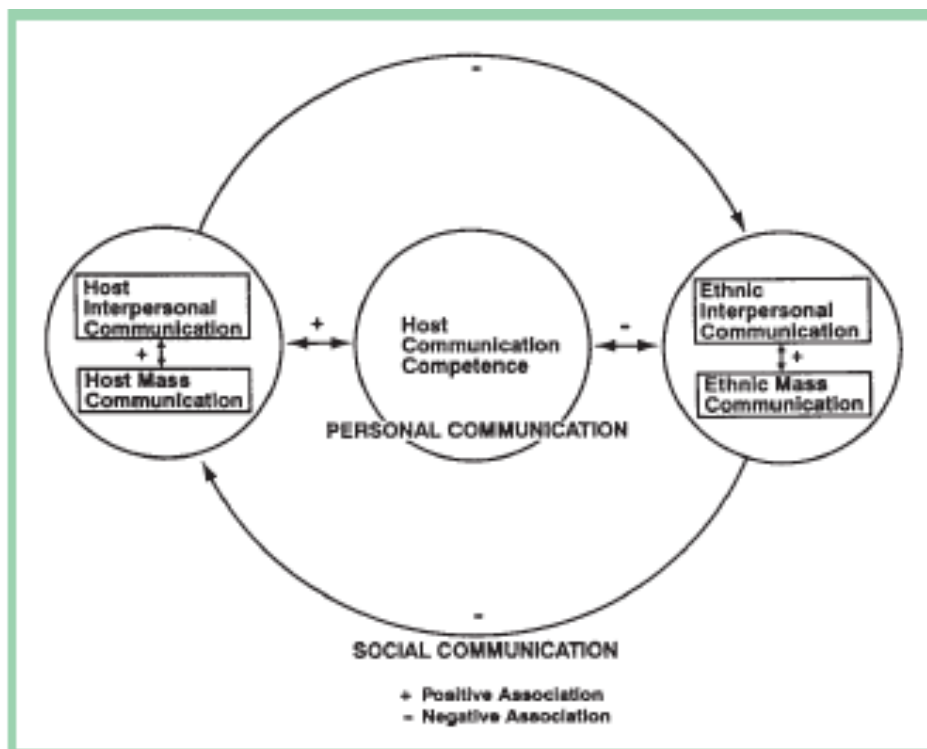 -
Host
Interpersonal
Communication
+
Host Mass
Communication
+
Host
Communication
Competence
PERSONAL COMMUNICATION
-
Ethnic
Interpersonal
Communication
+
Ethnic Mass
Communication
-
SOCIAL COMMUNICATION
+ Positive Association
- Negative Association